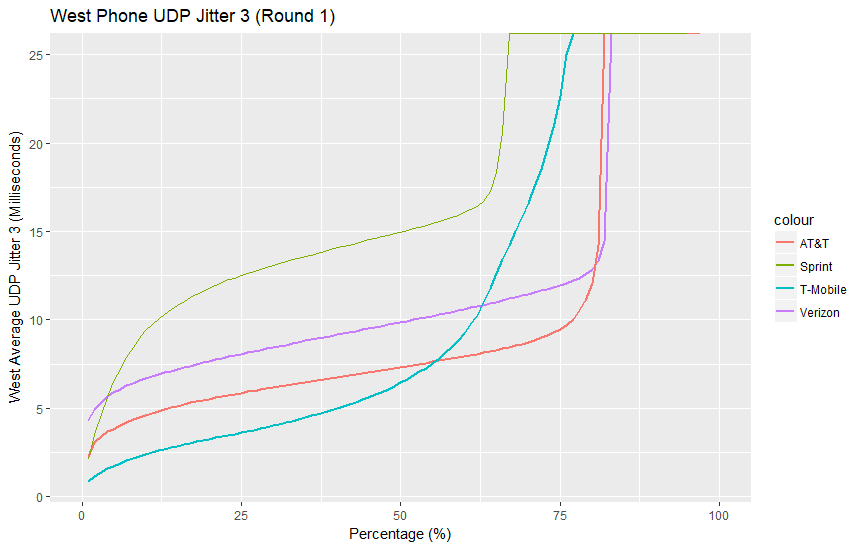 West Phone UDP Jitter 3 (Round 1)
West Average UDP Jitter 3 (Milliseconds)
25
20
15
10
5
0
0
25
50
75
100
Percentage (%)
colour
AT&T
Sprint
T-Mobile
Verizon